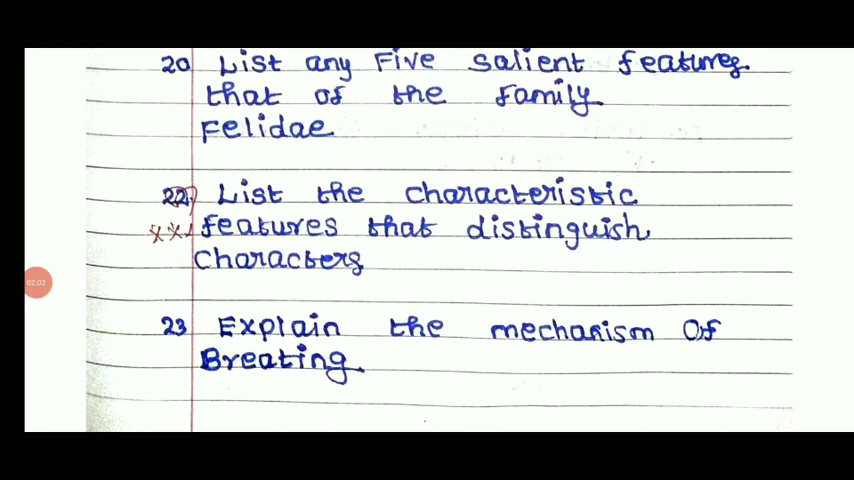 20 List any Five salient features
that of the family
Felidae
22. List the characteristic
xx features that distinguish
characters
23 Explain the mechanism Of
Breating
02:02